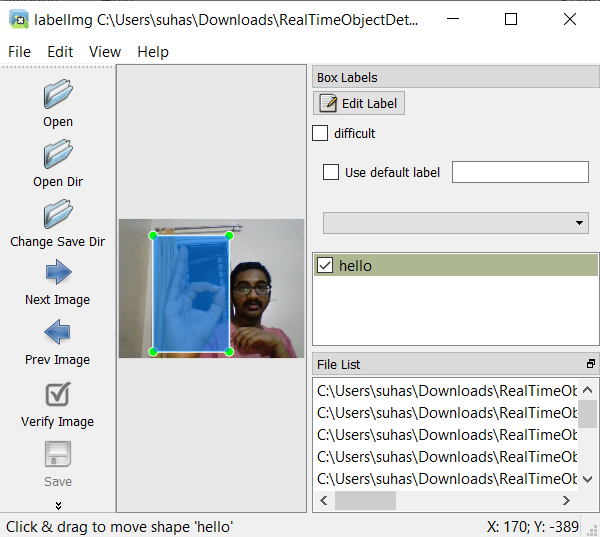 labelImg C:\Users\suhas\Downloads\RealTimeObjectDet...
File Edit View Help
Open
Open Dir
Change Save Dir
Next Image
Prev Image
Verify Image
Save
Box Labels
Edit Label
difficult
Use default label
hello
File List
C:\Users\suhas\Downloads\RealTimeOb
C:\Users\suhas\Downloads\RealTimeOb
C:\Users\suhas\Downloads\RealTimeOb
C:\Users\suhas\Downloads\RealTimeOb
C:\Users\suhas\Downloads\RealTimeOb
Click & drag to move shape 'hello'
X: 170; Y: -389